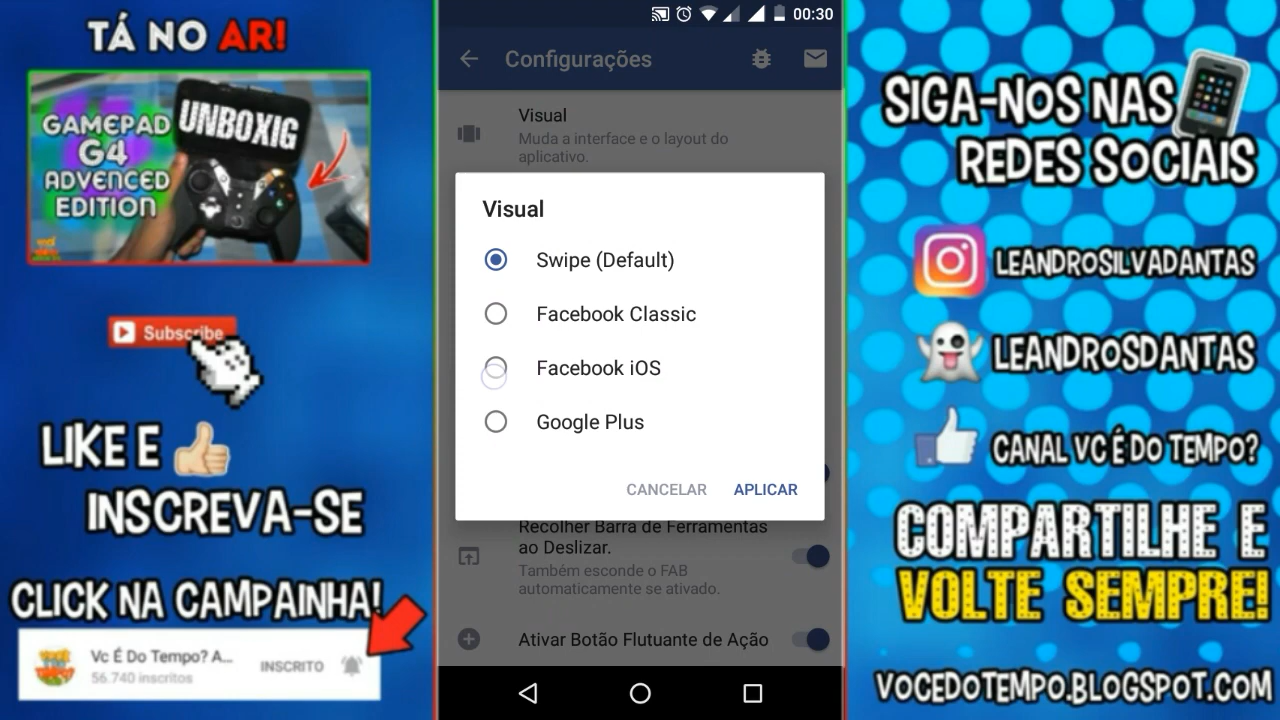 TÁ NO AR!
UNBOXIG
GAMEPAD
G4
ADVENCED
EDITION
Subscribe
LIKE E
INSCREVA-SE
CLICK NA CAMPAINHA!
Vc É Do Tempo? A...
INSCRITO
56.740 inscritos
00:30
Configurações
Visual
Muda a interface e o layout do
aplicativo.
Visual
Swipe (Default)
Facebook Classic
Facebook iOS
Google Plus
CANCELAR
APLICAR
Recolher Barra de Ferramentas
ao Deslizar.
Também esconde o FAB
automaticamente se ativado.
Ativar Botão Flutuante de Ação
SIGA-NOS NAS
REDES SOCIAIS
LEANDROSILVADANTAS
LEANDROSDANTAS
CANAL VC É DO TEMPO?
COMPARTILHE E
VOLTE SEMPRE!
VOCEDOTEMPO.BLOGSPOT.COM